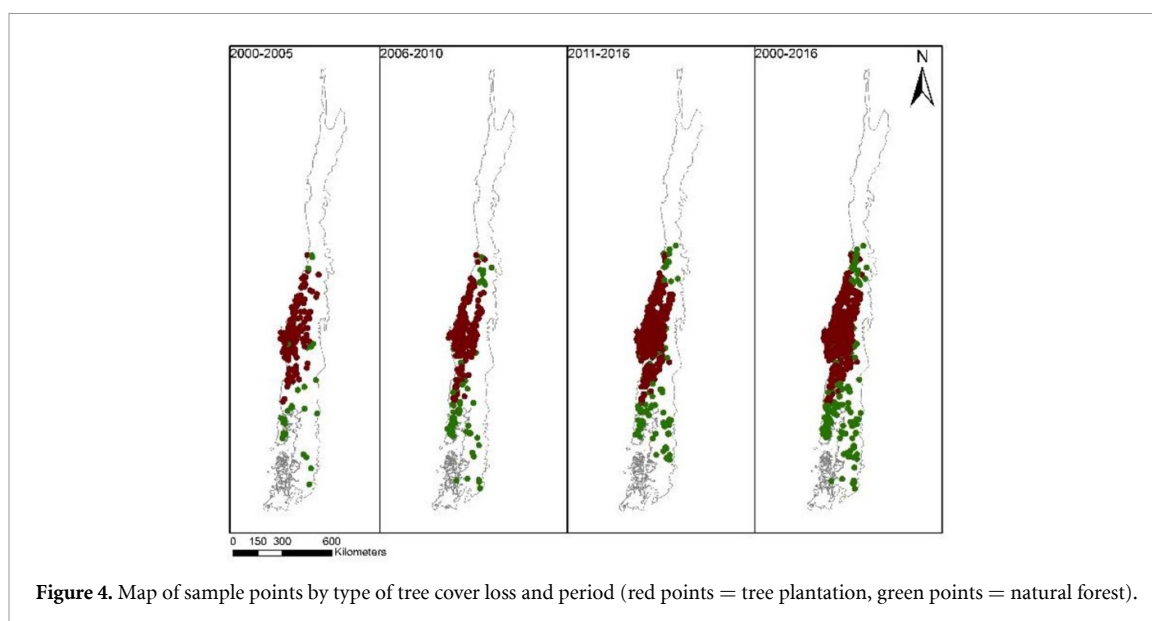 2000-2005
2006-2010
2011-2016
2000-2016
N
0 150 300 600
Kilometers
Figure 4. Map of sample points by type of tree cover loss and period (red points = tree plantation, green points = natural forest).